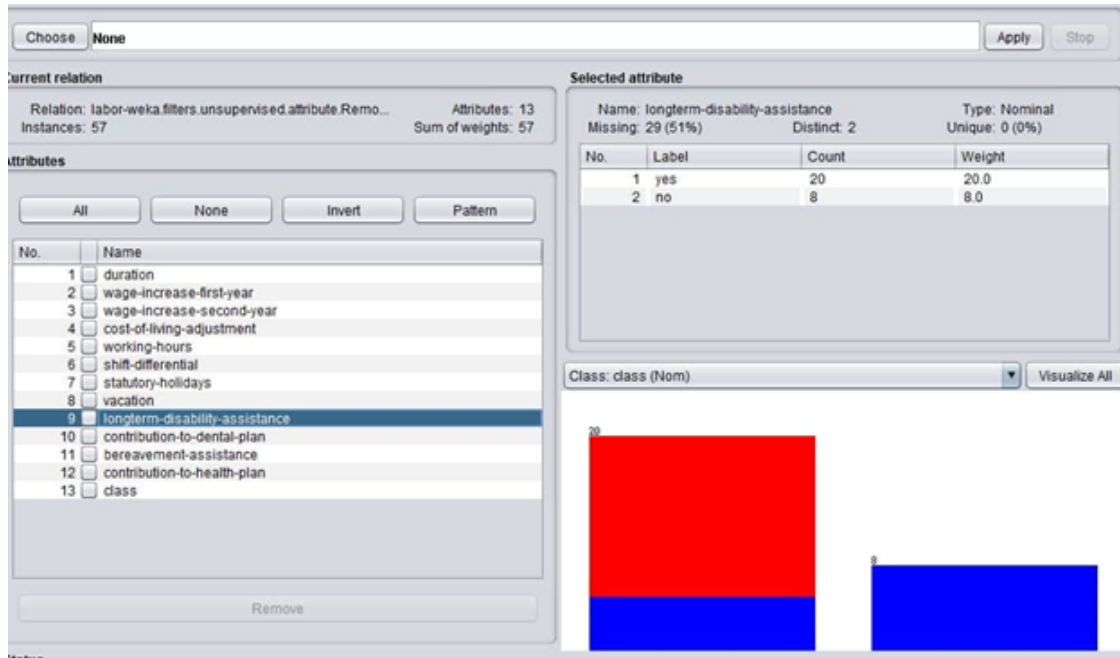 Choose None Apply Stop
Current relation
Relation: labor-weka.filters.unsupervised.attribute.Remo... Attributes: 13
Instances: 57 Sum of weights: 57
Attributes
All None Invert Pattern
No. Name
1 duration
2 wage-increase-first-year
3 wage-increase-second-year
4 cost-of-living-adjustment
5 working-hours
6 shift-differential
7 statutory-holidays
8 vacation
9 longterm-disability-assistance
10 contribution-to-dental-plan
11 bereavement-assistance
12 contribution-to-health-plan
13 class
Remove
Status
Selected attribute
Name: longterm-disability-assistance Type: Nominal
Missing: 29 (51%) Distinct: 2 Unique: 0 (0%)
No. Label Count Weight
1 yes 20 20.0
2 no 8 8.0
Class: class (Nom) Visualize All
20
8